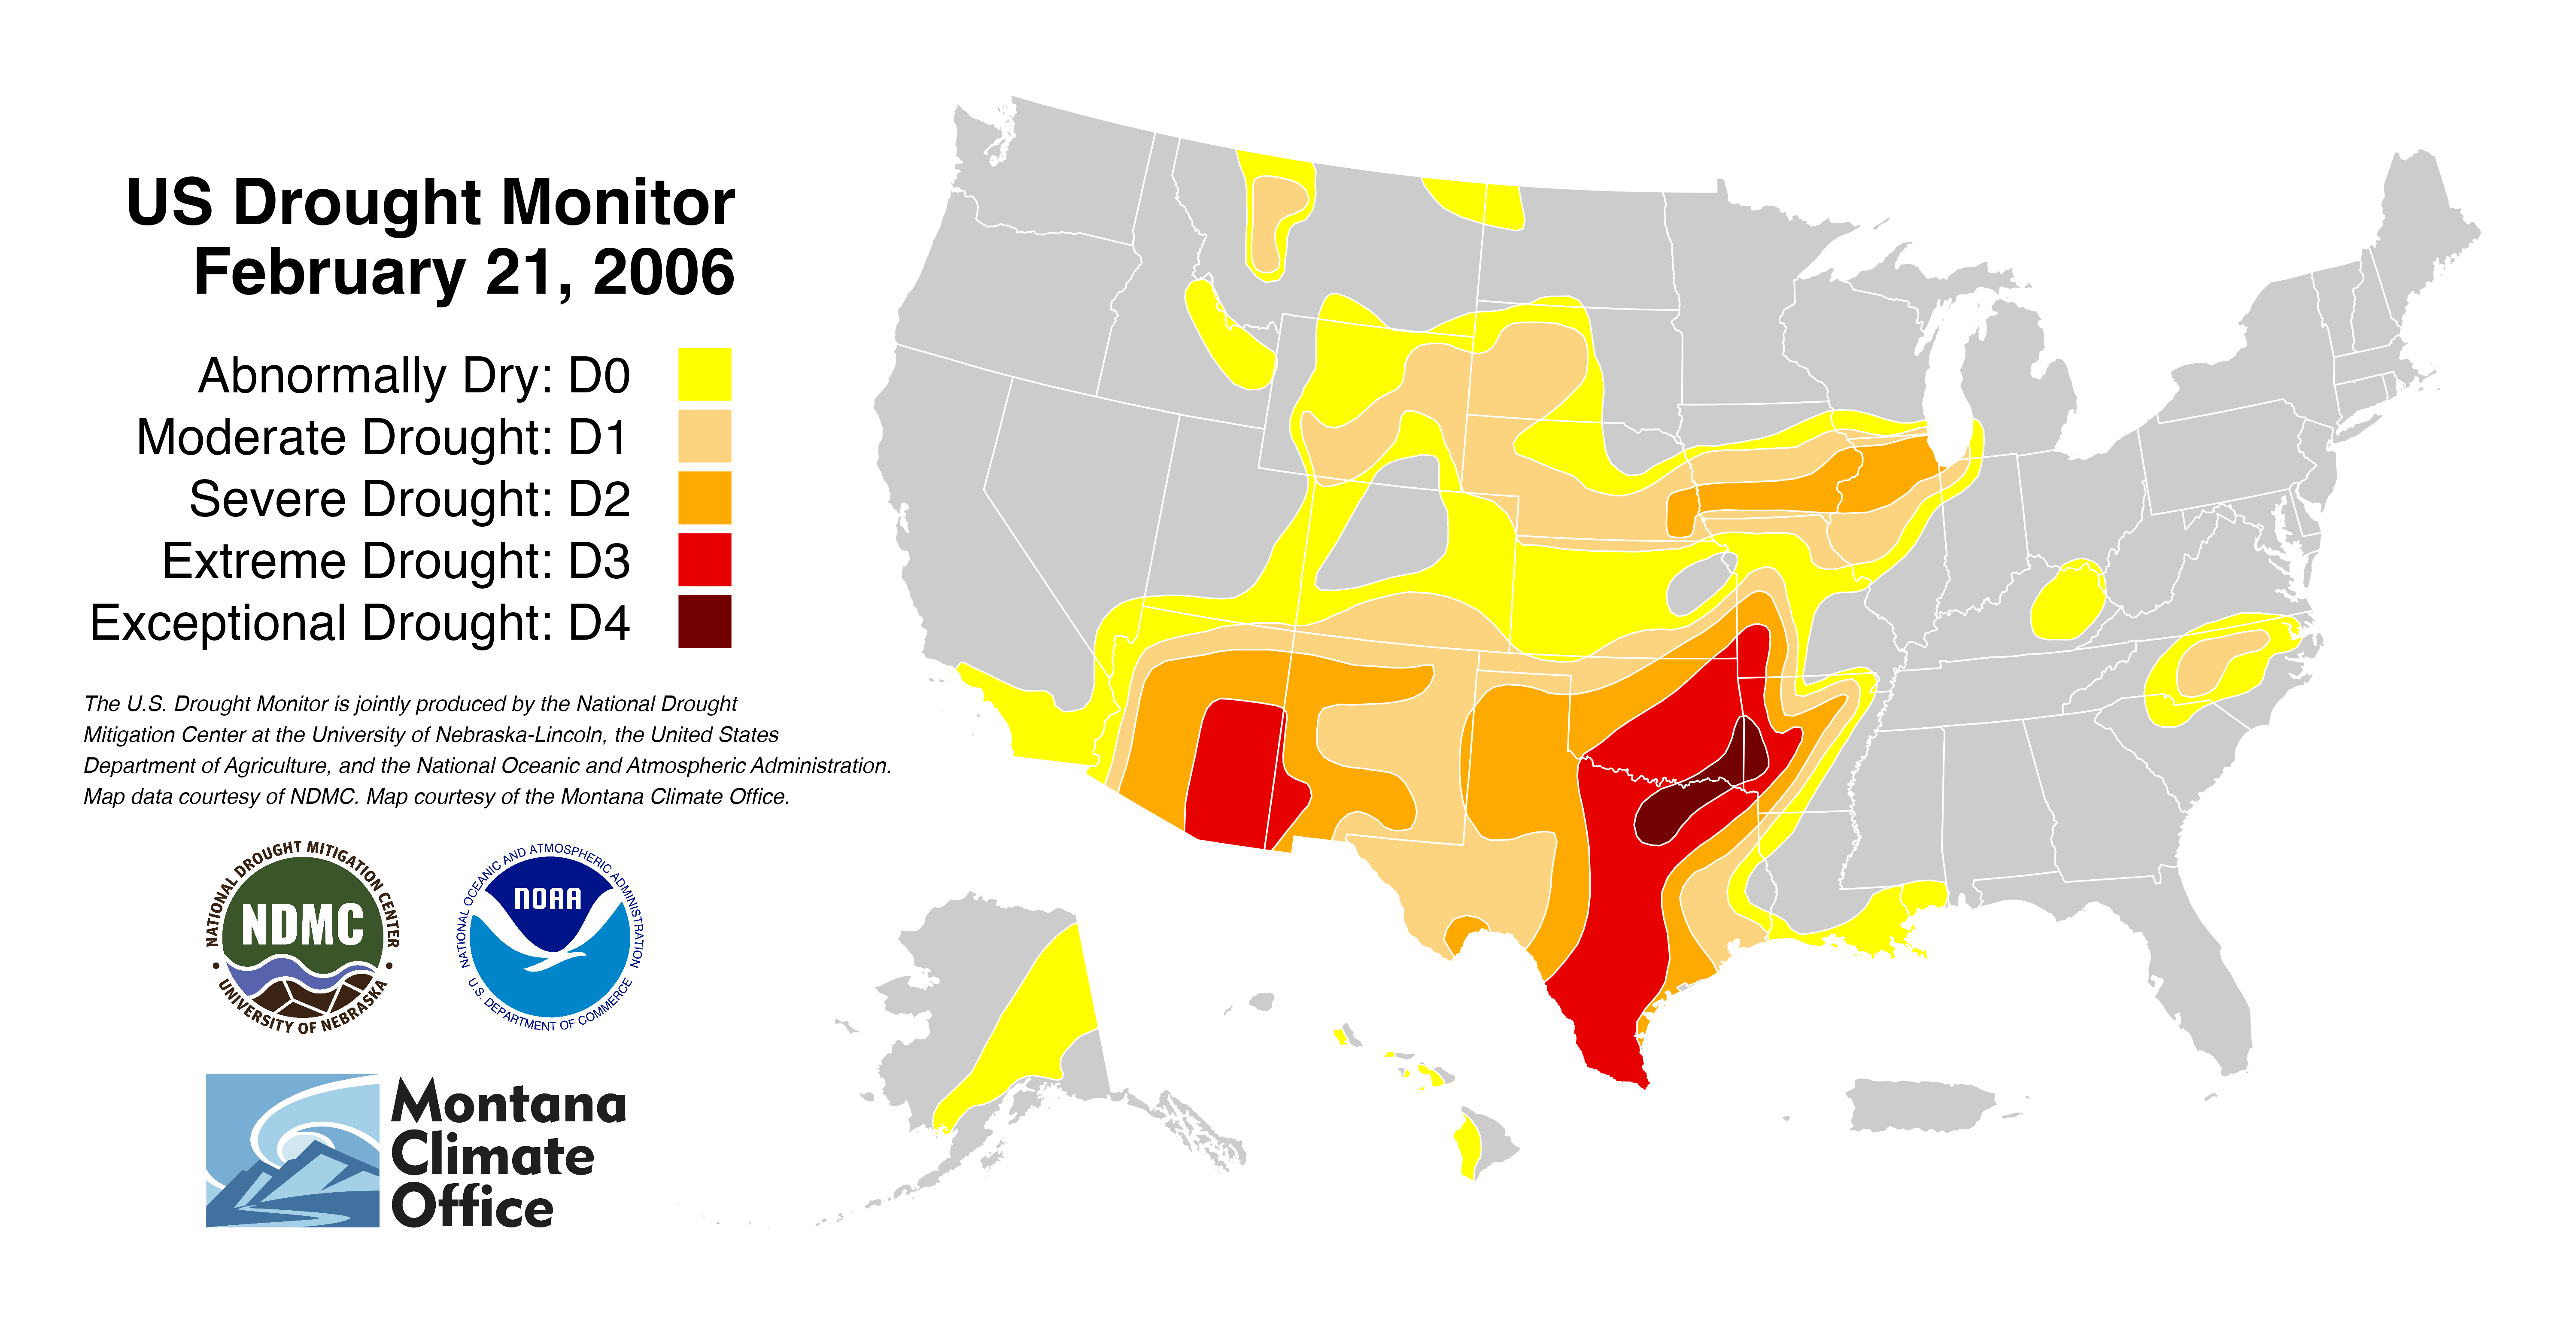 US Drought Monitor
February 21, 2006
Abnormally Dry: D0
Moderate Drought: D1
Severe Drought: D2
Extreme Drought: D3
Exceptional Drought: D4
The U.S. Drought Monitor is jointly produced by the National Drought
Mitigation Center at the University of Nebraska-Lincoln, the United States
Department of Agriculture, and the National Oceanic and Atmospheric Administration.
Map data courtesy of NDMC. Map courtesy of the Montana Climate Office.
NATIONAL DROUGHT MITIGATION CENTER
NDMC
UNIVERSITY OF NEBRASKA
NATIONAL OCEANIC AND ATMOSPHERIC ADMINISTRATION
NOAA
U.S. DEPARTMENT OF COMMERCE
Montana
Climate
Office